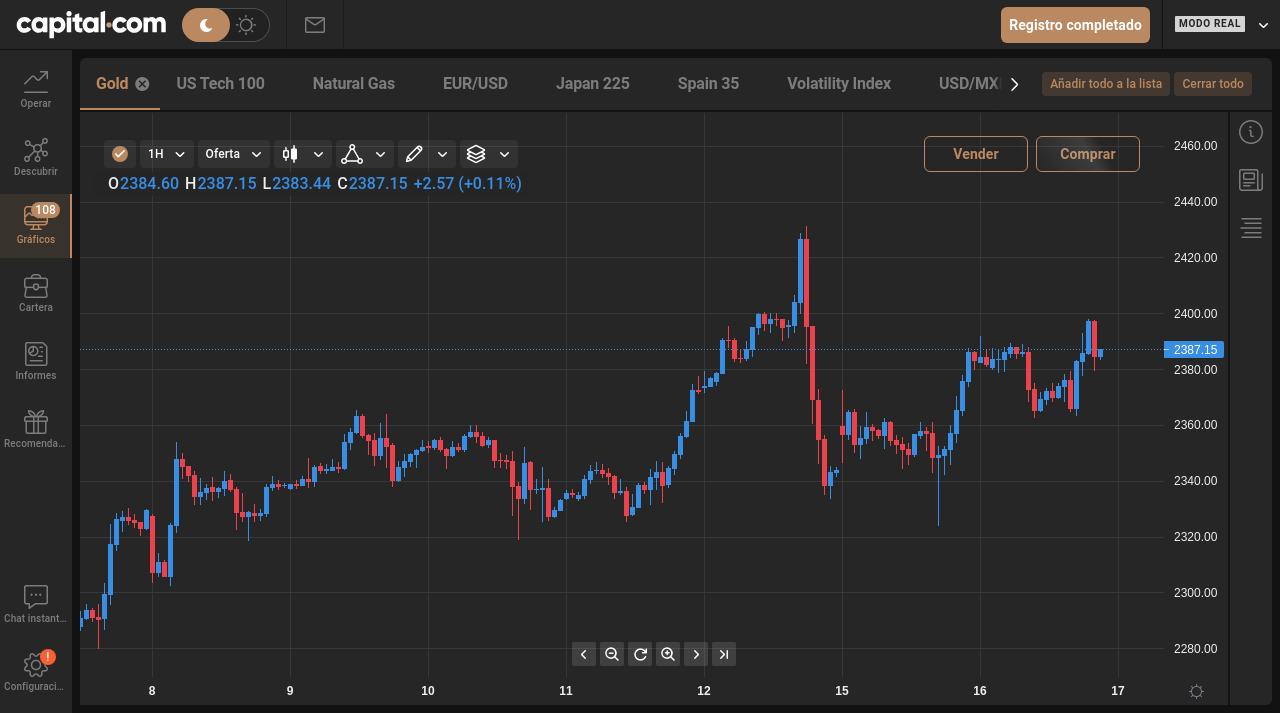 capital.com
Registro completado
MODO REAL
Operar
Descubrir
108
Gráficos
Cartera
Informes
Recomenda...
Chat instant...
!
Configuraci...
Gold US Tech 100 Natural Gas EUR/USD Japan 225 Spain 35 Volatility Index USD/MX
Añadir todo a la lista Cerrar todo
1H Oferta
Vender Comprar
O2384.60 H2387.15 L2383.44 C2387.15 +2.57 (+0.11%)
2460.00
2440.00
2420.00
2400.00
2387.15
2380.00
2360.00
2340.00
2320.00
2300.00
2280.00
8 9 10 11 12 15 16 17